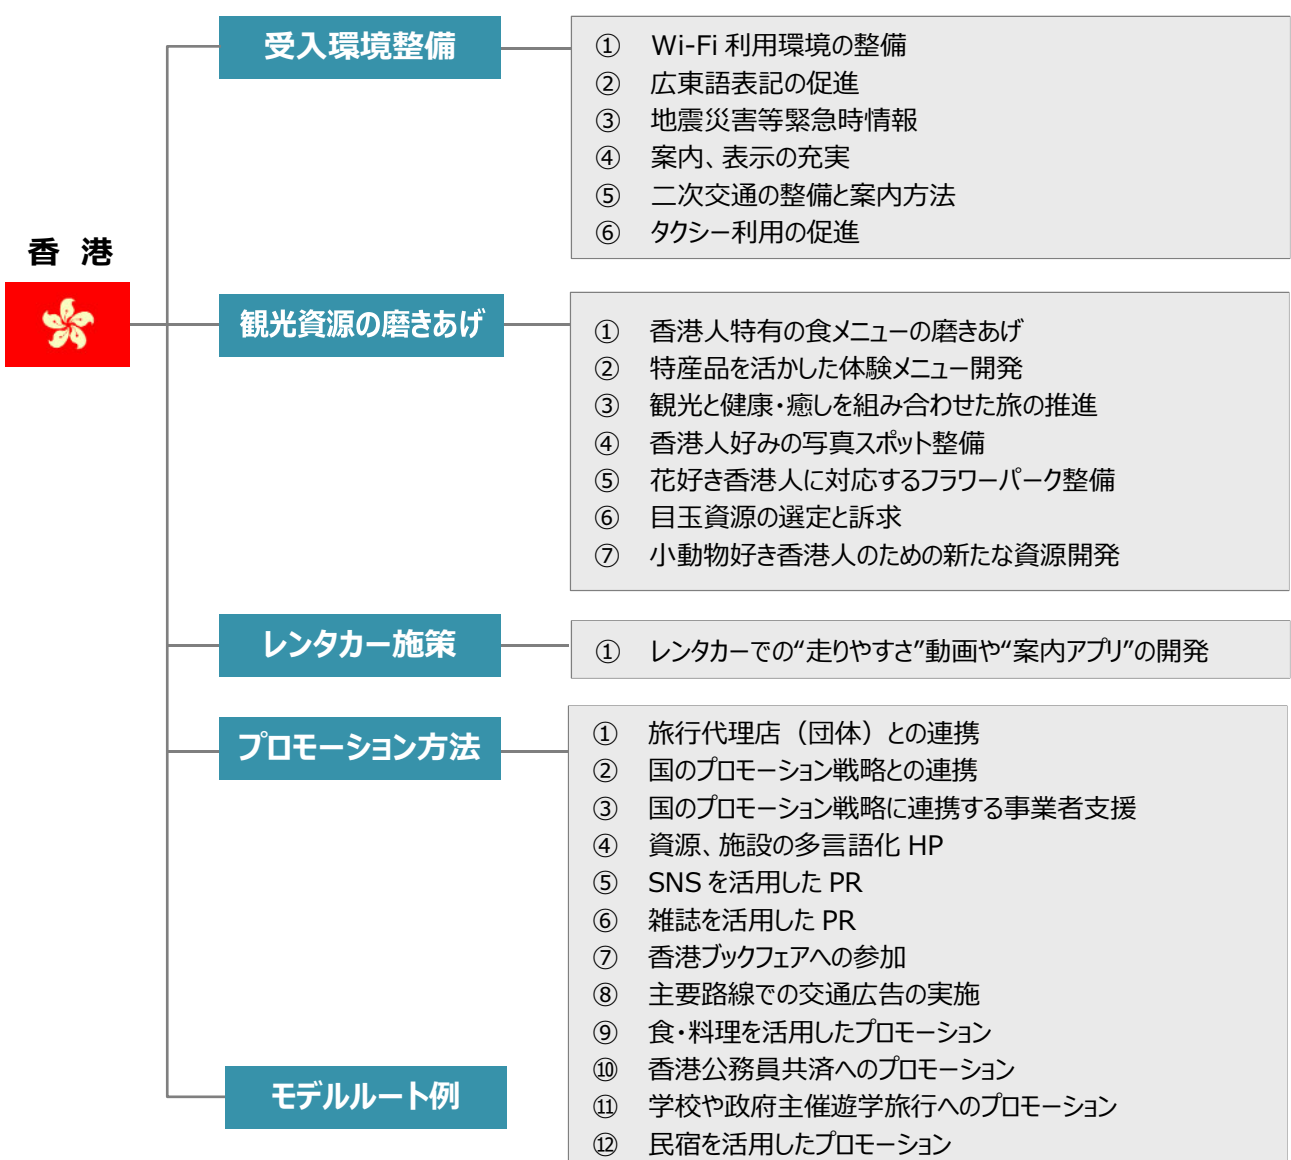 香 港
受入環境整備
① Wi-Fi 利用環境の整備
② 広東語表記の促進
③ 地震災害等緊急時情報
④ 案内、表示の充実
⑤ 二次交通の整備と案内方法
⑥ タクシー利用の促進
観光資源の磨きあげ
① 香港人特有の食メニューの磨きあげ
② 特産品を活かした体験メニュー開発
③ 観光と健康・癒しを組み合わせた旅の推進
④ 香港人好みの写真スポット整備
⑤ 花好き香港人に対応するフラワーパーク整備
⑥ 目玉資源の選定と訴求
⑦ 小動物好き香港人のための新たな資源開発
レンタカー施策
① レンタカーでの“走りやすさ”動画や“案内アプリ”の開発
プロモーション方法
① 旅行代理店（団体）との連携
② 国のプロモーション戦略との連携
③ 国のプロモーション戦略に連携する事業者支援
④ 資源、施設の多言語化 HP
⑤ SNS を活用した PR
⑥ 雑誌を活用した PR
⑦ 香港ブックフェアへの参加
⑧ 主要路線での交通広告の実施
⑨ 食・料理を活用したプロモーション
⑩ 香港公務員共済へのプロモーション
⑪ 学校や政府主催遊学旅行へのプロモーション
⑫ 民宿を活用したプロモーション
モデルルート例